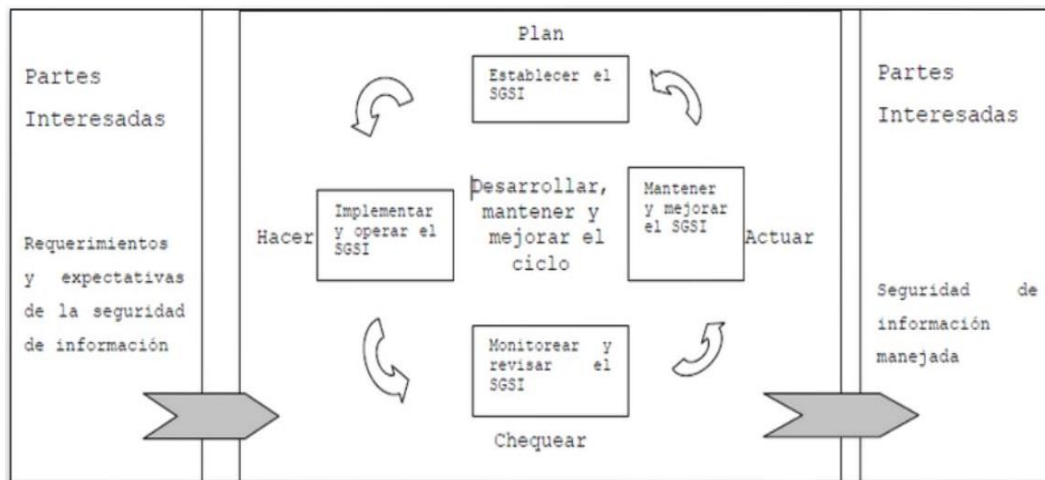 Partes
Interesadas
Requerimientos
y expectativas
de la seguridad
de información
Plan
Establecer el
SGSI
Hacer
Implementar
y operar el
SGSI
Desarrollar,
mantener y
mejorar el
ciclo
Mantener
y mejorar
el SGSI
Actuar
Monitorear y
revisar el
SGSI
Chequear
Partes
Interesadas
Seguridad de
información
manejada